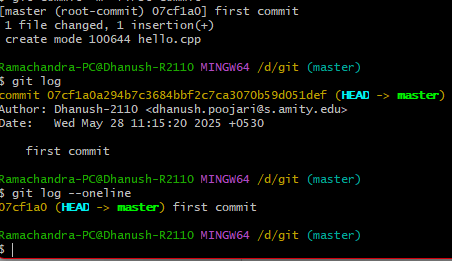 [master (root-commit) 07cf1a0] first commit
1 file changed, 1 insertion(+)
create mode 100644 hello.cpp
Ramachandra-PC@Dhanush-R2110 MINGW64 /d/git (master)
$ git log
commit 07cf1a0a294b7c3684bbf2c7ca3070b59d051def (HEAD -> master)
Author: Dhanush-2110 <dhanush.poojari@s.amity.edu>
Date:   Wed May 28 11:15:20 2025 +0530
first commit
Ramachandra-PC@Dhanush-R2110 MINGW64 /d/git (master)
$ git log --oneline
07cf1a0 (HEAD -> master) first commit
Ramachandra-PC@Dhanush-R2110 MINGW64 /d/git (master)
$